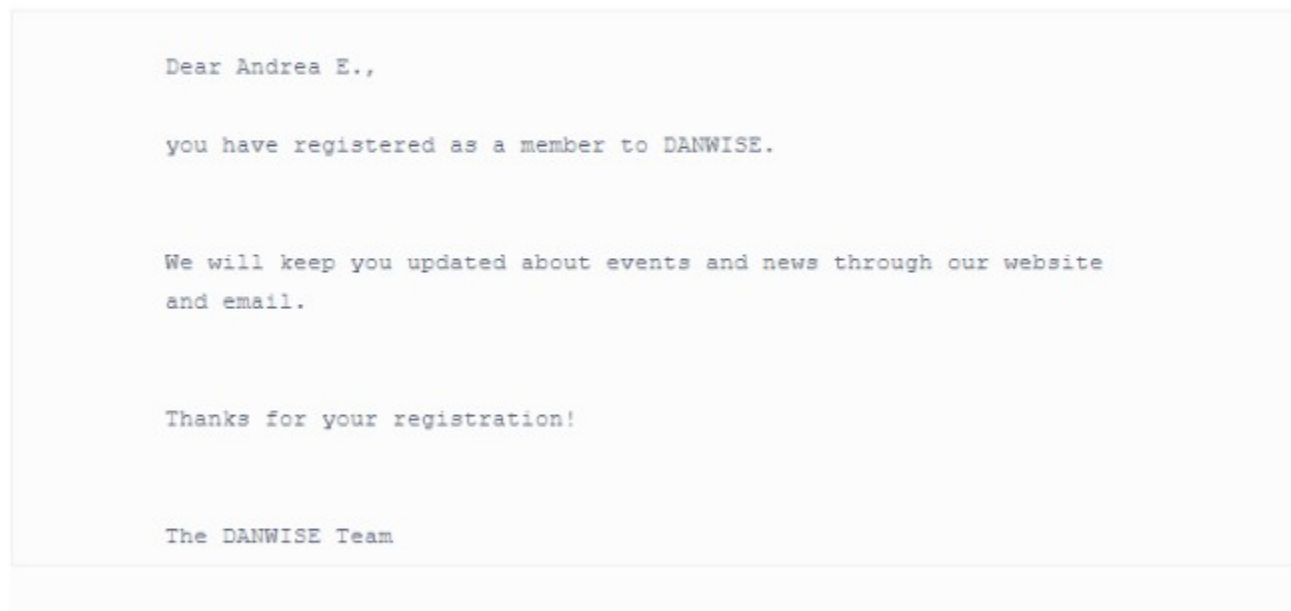 Dear Andrea E.,
you have registered as a member to DANWISE.
We will keep you updated about events and news through our website
and email.
Thanks for your registration!
The DANWISE Team